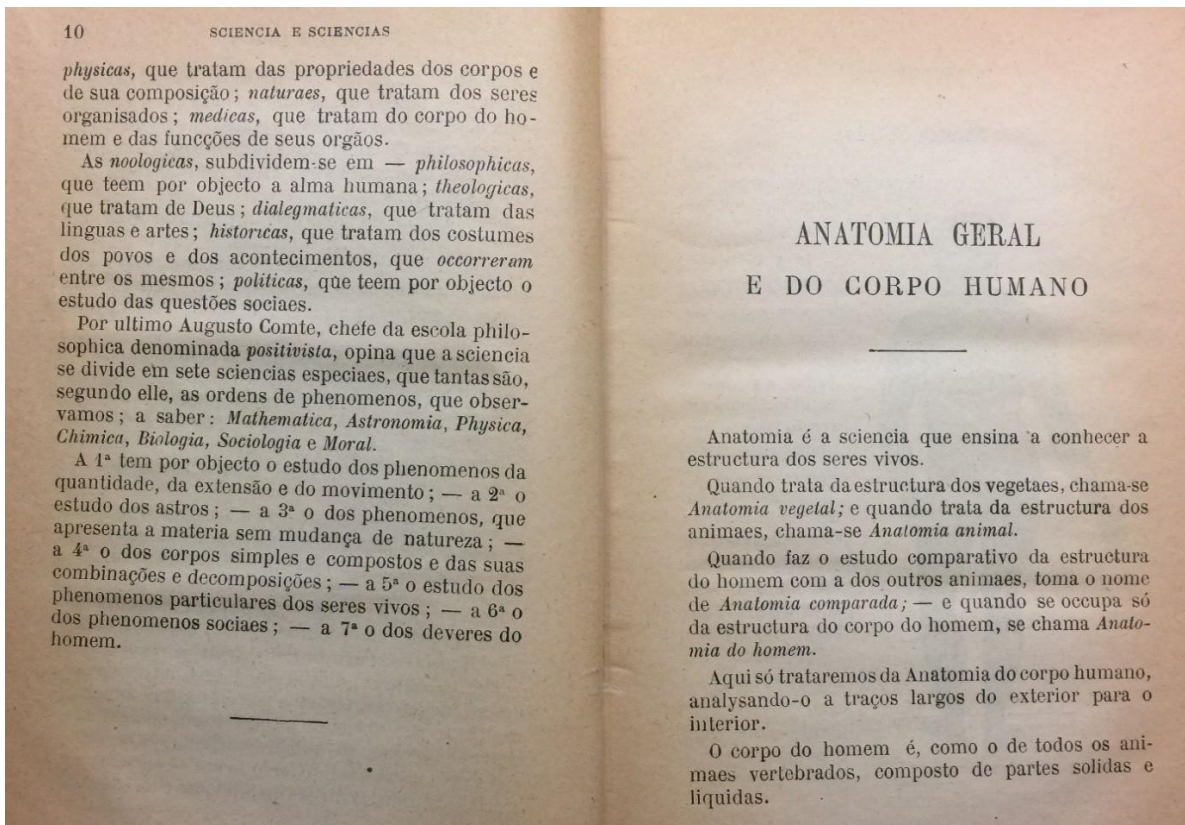 10 SCIENCIA E SCIENCIAS
physicas, que tratam das propriedades dos corpos e
de sua composição; naturaes, que tratam dos seres
organisados; medicas, que tratam do corpo do ho-
mem e das funcções de seus orgãos.
As noologicas, subdividem-se em — philosophicas,
que teem por objecto a alma humana; theologicas,
que tratam de Deus; dialegmaticas, que tratam das
linguas e artes; historicas, que tratam dos costumes
dos povos e dos acontecimentos, que occorreram
entre os mesmos; politicas, que teem por objecto o
estudo das questões sociaes.
Por ultimo Augusto Comte, chefe da escola philo-
sophica denominada positivista, opina que a sciencia
se divide em sete sciencias especiaes, que tantas são,
segundo elle, as ordens de phenomenos, que obser-
vamos; a saber: Mathematica, Astronomia, Physica,
Chimica, Biologia, Sociologia e Moral.
A 1ª tem por objecto o estudo dos phenomenos da
quantidade, da extensão e do movimento; — a 2ª o
estudo dos astros; — a 3ª o dos phenomenos, que
apresenta a materia sem mudança de natureza; —
a 4ª o dos corpos simples e compostos e das suas
combinações e decomposições; — a 5ª o estudo dos
phenomenos particulares dos seres vivos; — a 6ª o
dos phenomenos sociaes; — a 7ª o dos deveres do
homem.
ANATOMIA GERAL
E DO CORPO HUMANO
Anatomia é a sciencia que ensina a conhecer a
estructura dos seres vivos.
Quando trata da estructura dos vegetaes, chama-se
Anatomia vegetal; e quando trata da estructura dos
animaes, chama-se Anatomia animal.
Quando faz o estudo comparativo da estructura
do homem com a dos outros animaes, toma o nome
de Anatomia comparada; — e quando se occupa só
da estructura do corpo do homem, se chama Anato-
mia do homem.
Aqui só trataremos da Anatomia do corpo humano,
analysando-o a traços largos do exterior para o
interior.
O corpo do homem é, como o de todos os ani-
maes vertebrados, composto de partes solidas e
liquidas.